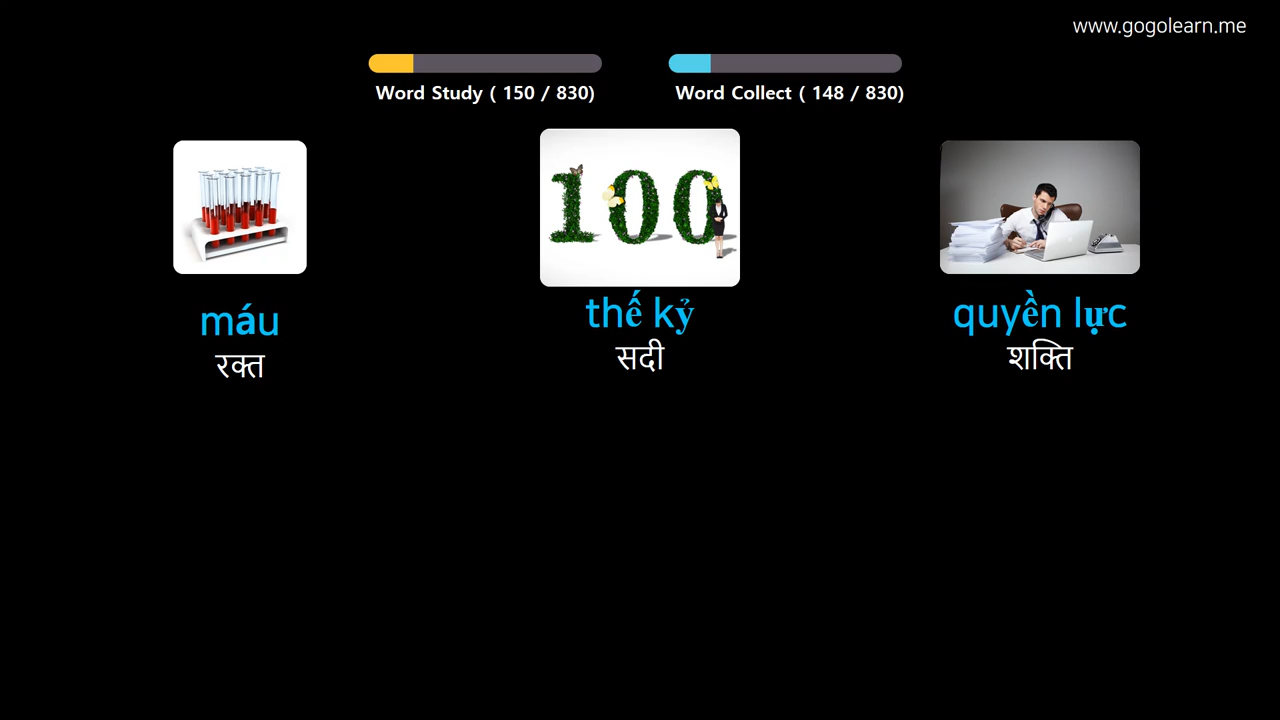 www.gogolearn.me
Word Study ( 150 / 830)
Word Collect ( 148 / 830)
100
máu
रक्त
thế kỷ
सदी
quyền lực
शक्ति